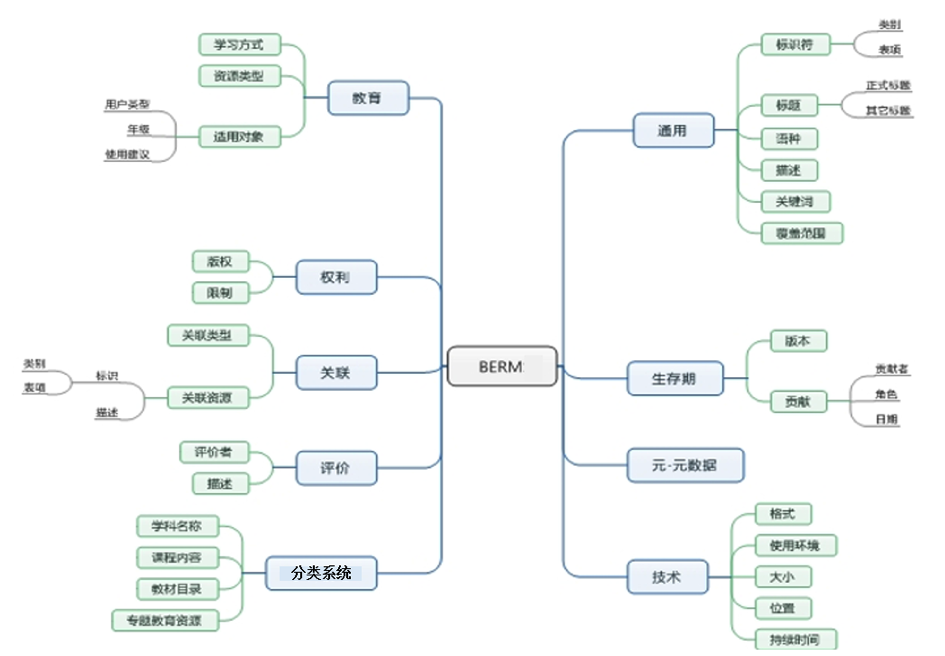 BERM
教育
学习方式
资源类型
适用对象
用户类型
年级
使用建议
权利
版权
限制
关联
关联类型
关联资源
标识
类别
表项
描述
评价
评价者
描述
分类系统
学科名称
课程内容
教材目录
专题教育资源
通用
标识符
类别
表项
标题
正式标题
其它标题
语种
描述
关键词
覆盖范围
生存期
版本
贡献
贡献者
角色
日期
元-元数据
技术
格式
使用环境
大小
位置
持续时间